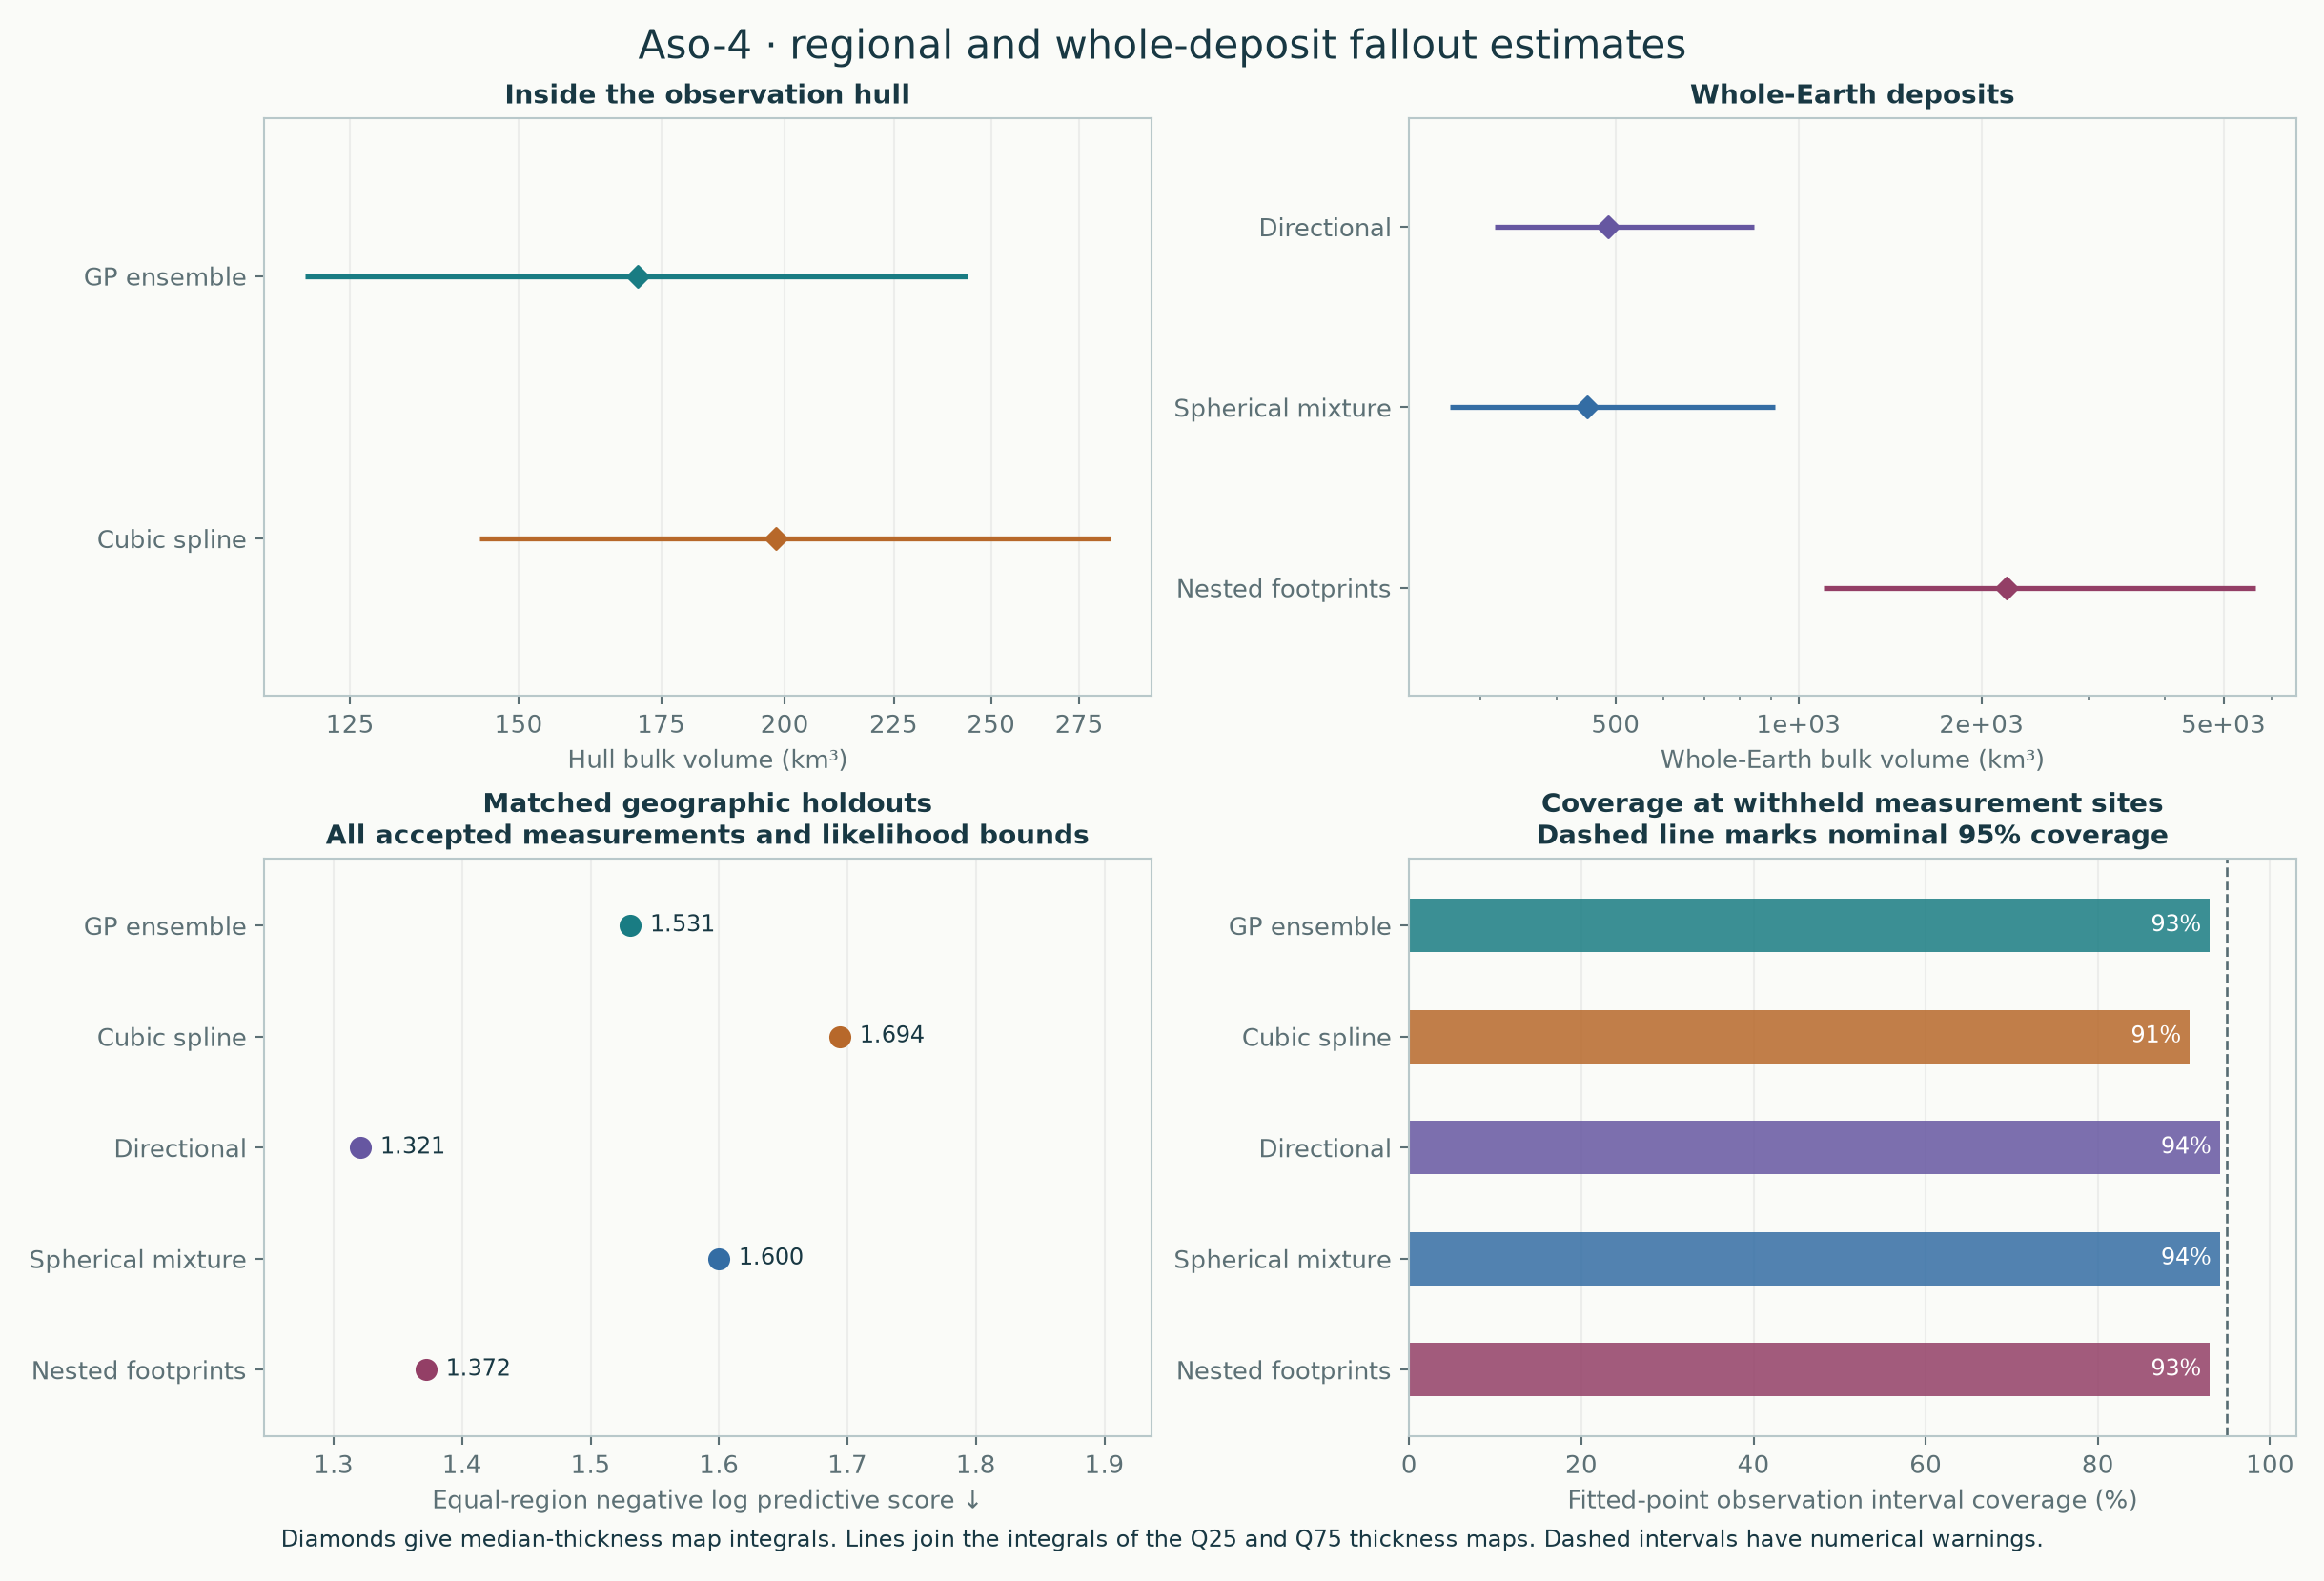 Aso-4 · regional and whole-deposit fallout estimates
Inside the observation hull
GP ensemble
Cubic spline
125 150 175 200 225 250 275
Hull bulk volume (km³)
Whole-Earth deposits
Directional
Spherical mixture
Nested footprints
500 1e+03 2e+03 5e+03
Whole-Earth bulk volume (km³)
Matched geographic holdouts
All accepted measurements and likelihood bounds
GP ensemble 1.531
Cubic spline 1.694
Directional 1.321
Spherical mixture 1.600
Nested footprints 1.372
1.3 1.4 1.5 1.6 1.7 1.8 1.9
Equal-region negative log predictive score ↓
Coverage at withheld measurement sites
Dashed line marks nominal 95% coverage
GP ensemble 93%
Cubic spline 91%
Directional 94%
Spherical mixture 94%
Nested footprints 93%
0 20 40 60 80 100
Fitted-point observation interval coverage (%)
Diamonds give median-thickness map integrals. Lines join the integrals of the Q25 and Q75 thickness maps. Dashed intervals have numerical warnings.